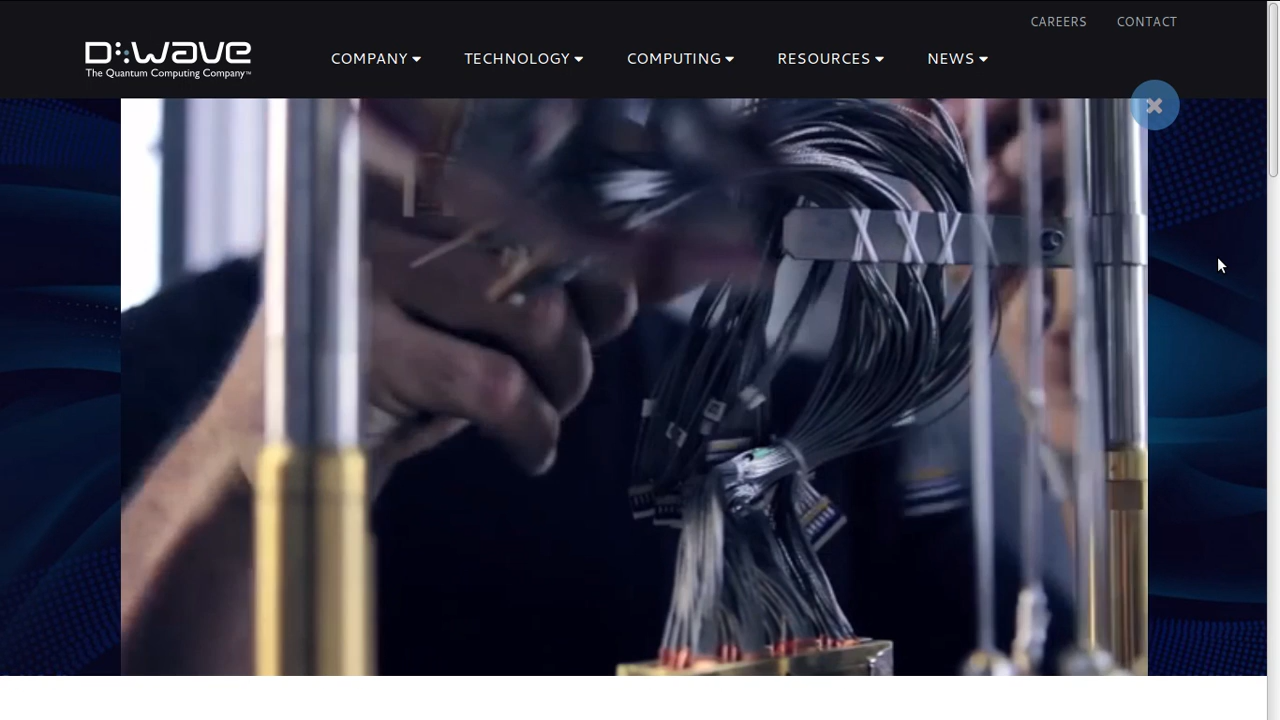 CAREERS CONTACT
D:Wave
The Quantum Computing Company™
COMPANY TECHNOLOGY COMPUTING RESOURCES NEWS